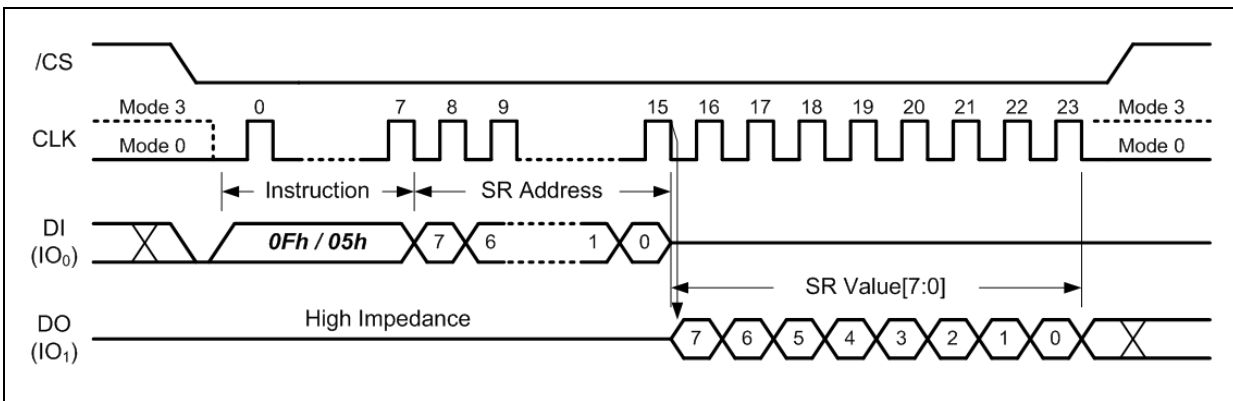 /CS
Mode 3 0 7 8 9 15 16 17 18 19 20 21 22 23 Mode 3
CLK
Mode 0 Mode 0
Instruction SR Address
DI
(IO₀)
0Fh / 05h 7 6 1 0
SR Value[7:0]
High Impedance
DO
(IO₁)
7 6 5 4 3 2 1 0